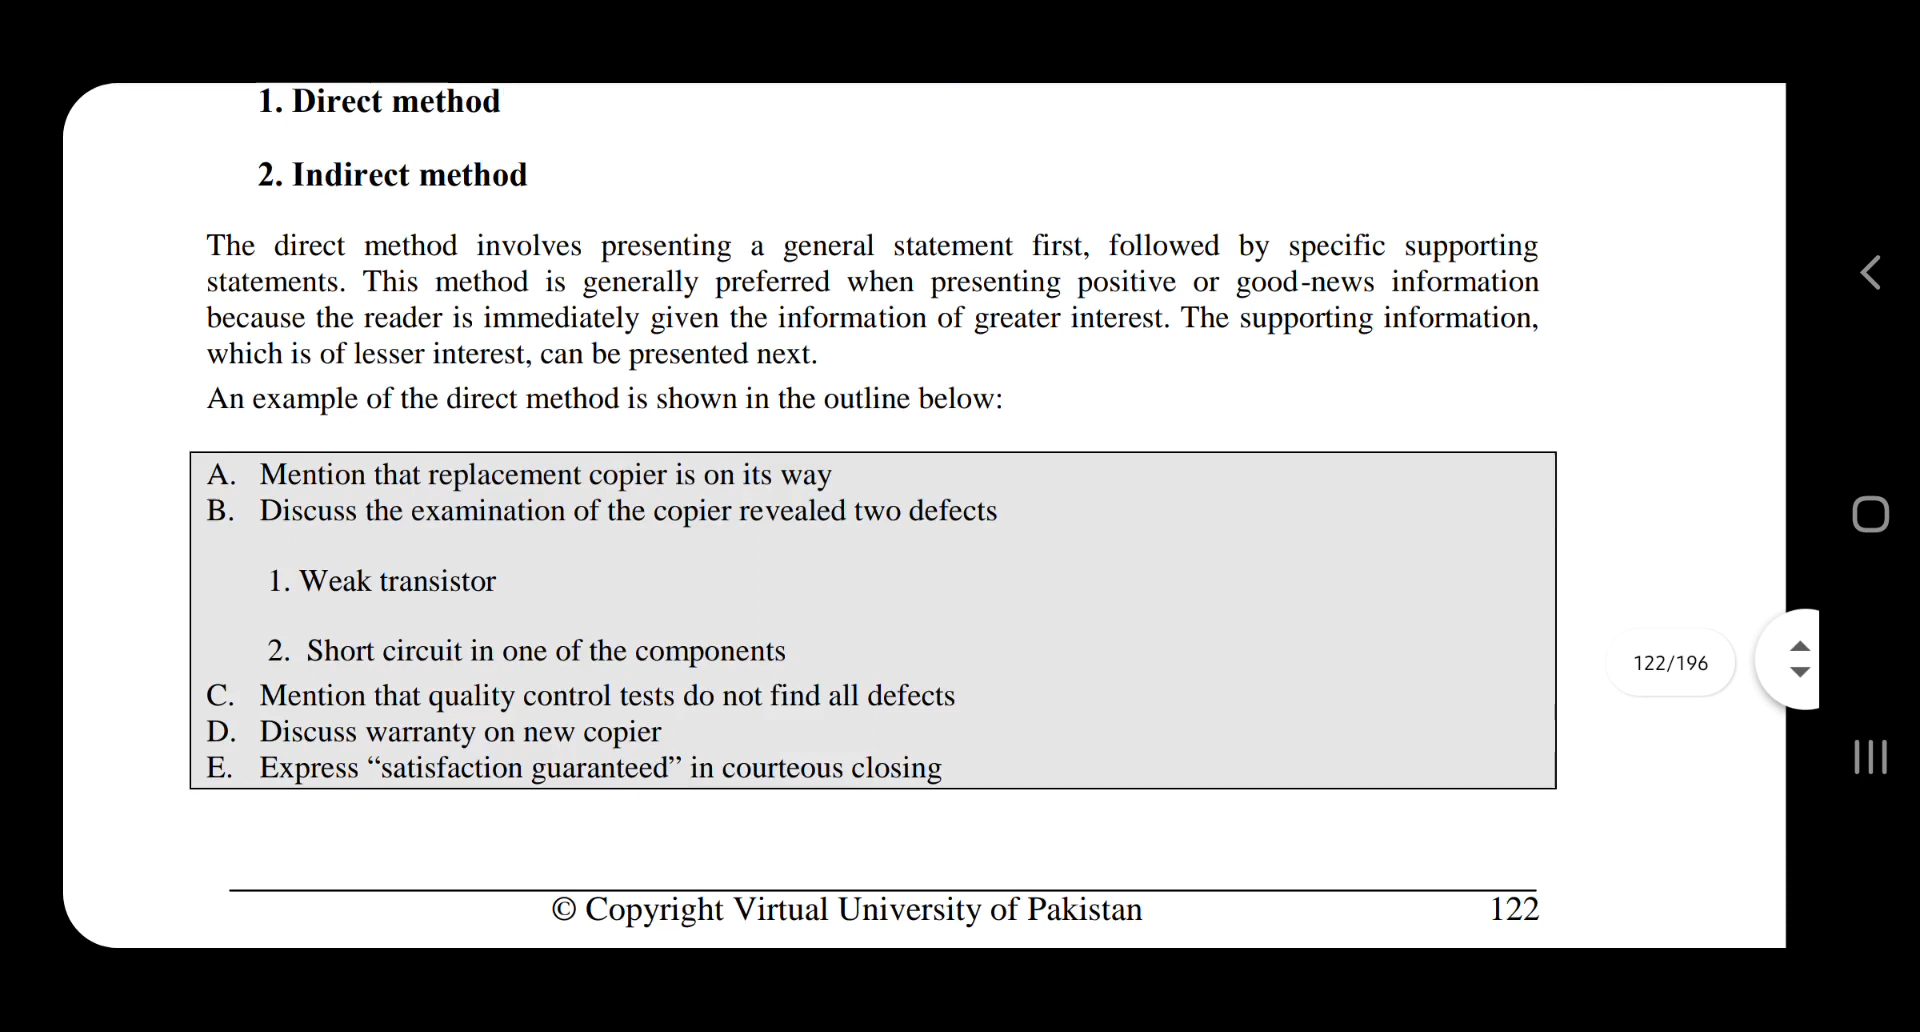 1. Direct method
2. Indirect method
The direct method involves presenting a general statement first, followed by specific supporting
statements. This method is generally preferred when presenting positive or good-news information
because the reader is immediately given the information of greater interest. The supporting information,
which is of lesser interest, can be presented next.
An example of the direct method is shown in the outline below:
A. Mention that replacement copier is on its way
B. Discuss the examination of the copier revealed two defects
1. Weak transistor
2. Short circuit in one of the components
C. Mention that quality control tests do not find all defects
D. Discuss warranty on new copier
E. Express “satisfaction guaranteed” in courteous closing
122/196
© Copyright Virtual University of Pakistan 122